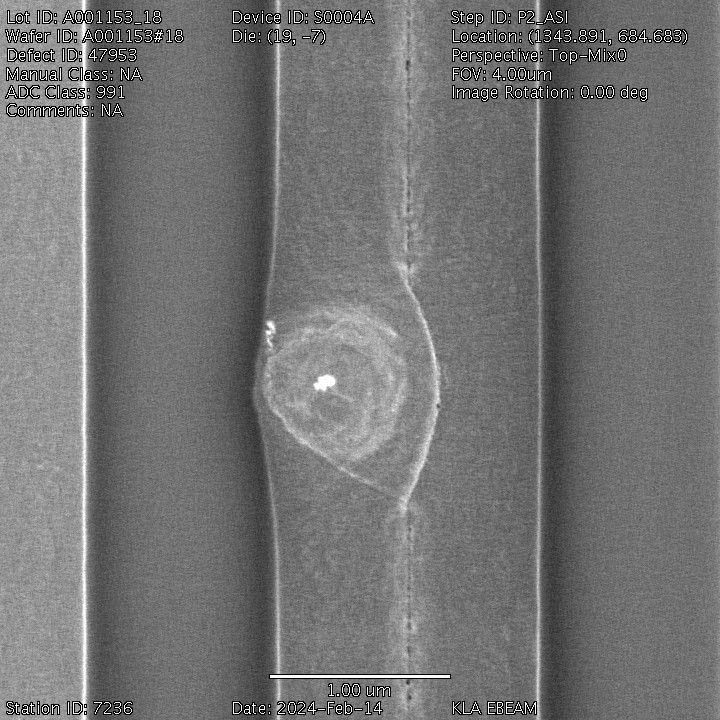 Lot ID: A001153_18
Wafer ID: A001153#18
Defect ID: 47953
Manual Class: NA
ADC Class: 991
Comments: NA
Device ID: S0004A
Die: (19, -7)
Step ID: P2_ASI
Location: (1343.891, 684.683)
Perspective: Top-Mix0
FOV: 4.00um
Image Rotation: 0.00 deg
1.00 um
Station ID: 7236
Date: 2024-Feb-14
KLA EBEAM